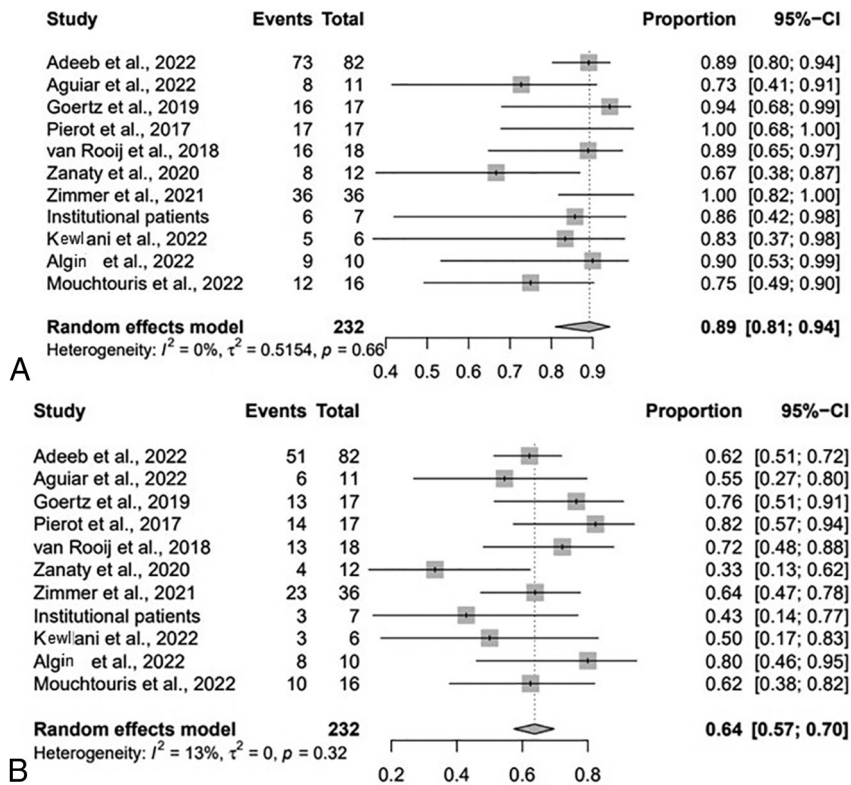 Study Events Total Proportion 95%−CI
Adeeb et al., 2022 73 82 0.89 [0.80; 0.94]
Aguiar et al., 2022 8 11 0.73 [0.41; 0.91]
Goertz et al., 2019 16 17 0.94 [0.68; 0.99]
Pierot et al., 2017 17 17 1.00 [0.68; 1.00]
van Rooij et al., 2018 16 18 0.89 [0.65; 0.97]
Zanaty et al., 2020 8 12 0.67 [0.38; 0.87]
Zimmer et al., 2021 36 36 1.00 [0.82; 1.00]
Institutional patients 6 7 0.86 [0.42; 0.98]
Kewlani et al., 2022 5 6 0.83 [0.37; 0.98]
Algin et al., 2022 9 10 0.90 [0.53; 0.99]
Mouchtouris et al., 2022 12 16 0.75 [0.49; 0.90]
Random effects model 232 0.89 [0.81; 0.94]
Heterogeneity: I² = 0%, τ² = 0.5154, p = 0.66
0.4 0.5 0.6 0.7 0.8 0.9
A
Study Events Total Proportion 95%−CI
Adeeb et al., 2022 51 82 0.62 [0.51; 0.72]
Aguiar et al., 2022 6 11 0.55 [0.27; 0.80]
Goertz et al., 2019 13 17 0.76 [0.51; 0.91]
Pierot et al., 2017 14 17 0.82 [0.57; 0.94]
van Rooij et al., 2018 13 18 0.72 [0.48; 0.88]
Zanaty et al., 2020 4 12 0.33 [0.13; 0.62]
Zimmer et al., 2021 23 36 0.64 [0.47; 0.78]
Institutional patients 3 7 0.43 [0.14; 0.77]
Kewlani et al., 2022 3 6 0.50 [0.17; 0.83]
Algin et al., 2022 8 10 0.80 [0.46; 0.95]
Mouchtouris et al., 2022 10 16 0.62 [0.38; 0.82]
Random effects model 232 0.64 [0.57; 0.70]
Heterogeneity: I² = 13%, τ² = 0, p = 0.32
0.2 0.4 0.6 0.8
B